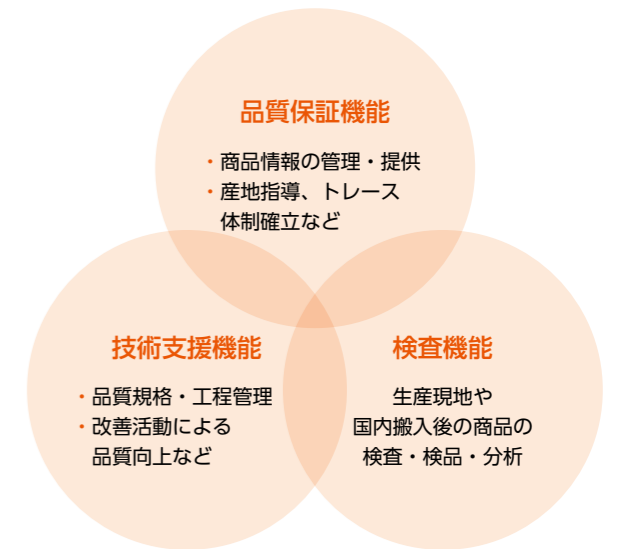 品質保証機能
・商品情報の管理・提供
・産地指導、トレース
体制確立など
技術支援機能
・品質規格・工程管理
・改善活動による
品質向上など
検査機能
生産現地や
国内搬入後の商品の
検査・検品・分析